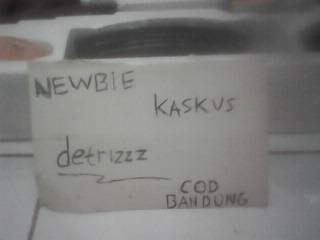 NEWBIE
KASKUS
detrizzz
COD
BANDUNG